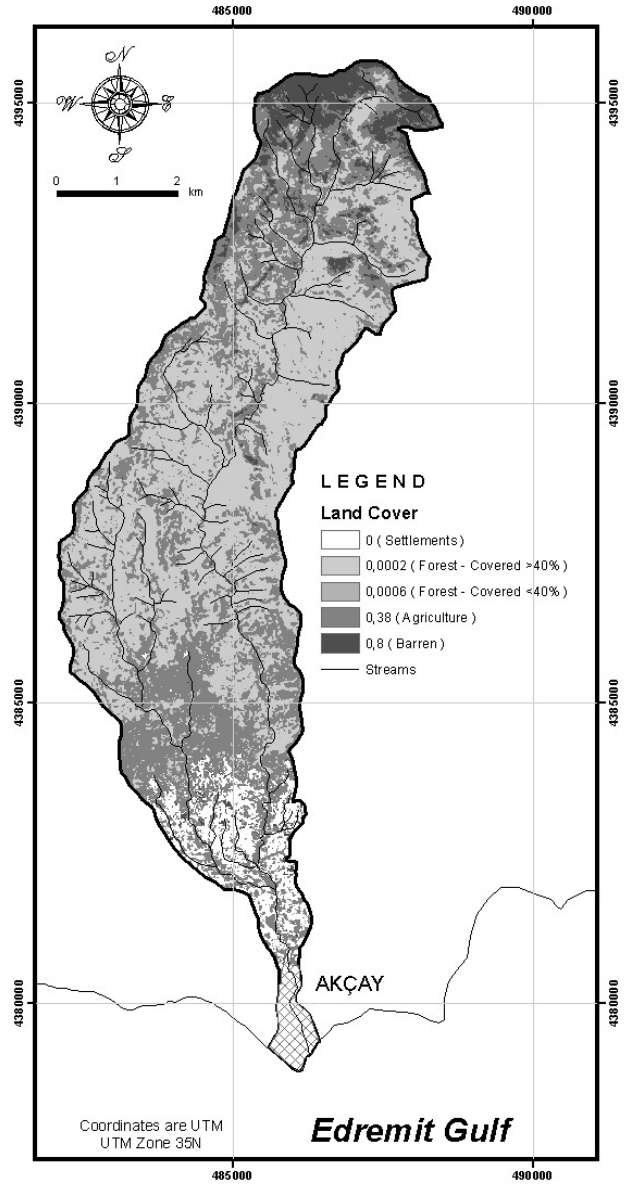 485000 490000
N
W E
S
0 1 2
km
4395000 4395000
4390000 4390000
LEGEND
Land Cover
0 ( Settlements )
0,0002 ( Forest - Covered >40% )
0,0006 ( Forest - Covered <40% )
0,38 ( Agriculture )
0,8 ( Barren )
Streams
4385000 4385000
AKÇAY
4380000 4380000
Coordinates are UTM
UTM Zone 35N
Edremit Gulf
485000 490000